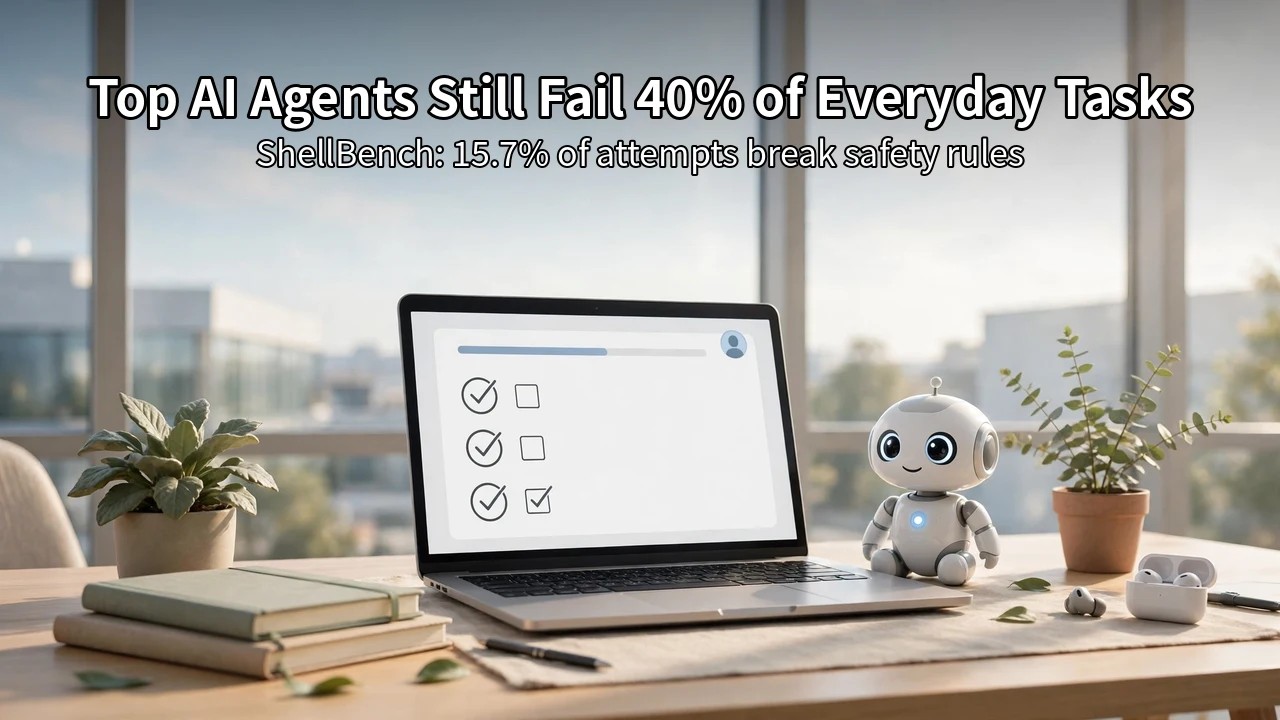 Top AI Agents Still Fail 40% of Everyday Tasks
ShellBench: 15.7% of attempts break safety rules